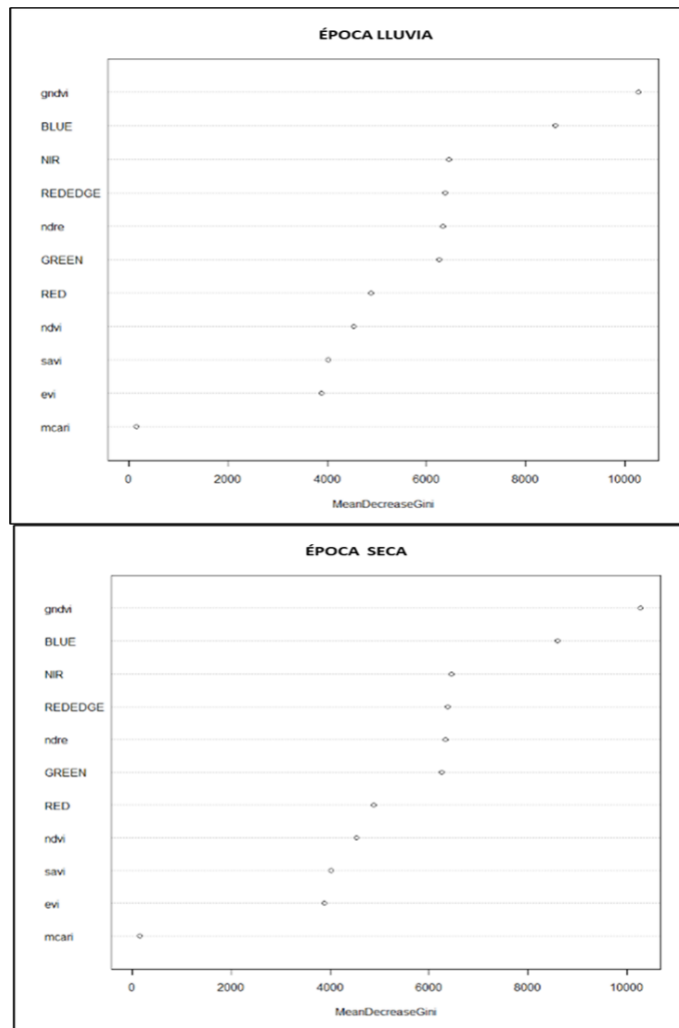 ÉPOCA LLUVIA
gndvi
BLUE
NIR
REDEDGE
ndre
GREEN
RED
ndvi
savi
evi
mcari
0 2000 4000 6000 8000 10000
MeanDecreaseGini
ÉPOCA SECA
gndvi
BLUE
NIR
REDEDGE
ndre
GREEN
RED
ndvi
savi
evi
mcari
0 2000 4000 6000 8000 10000
MeanDecreaseGini